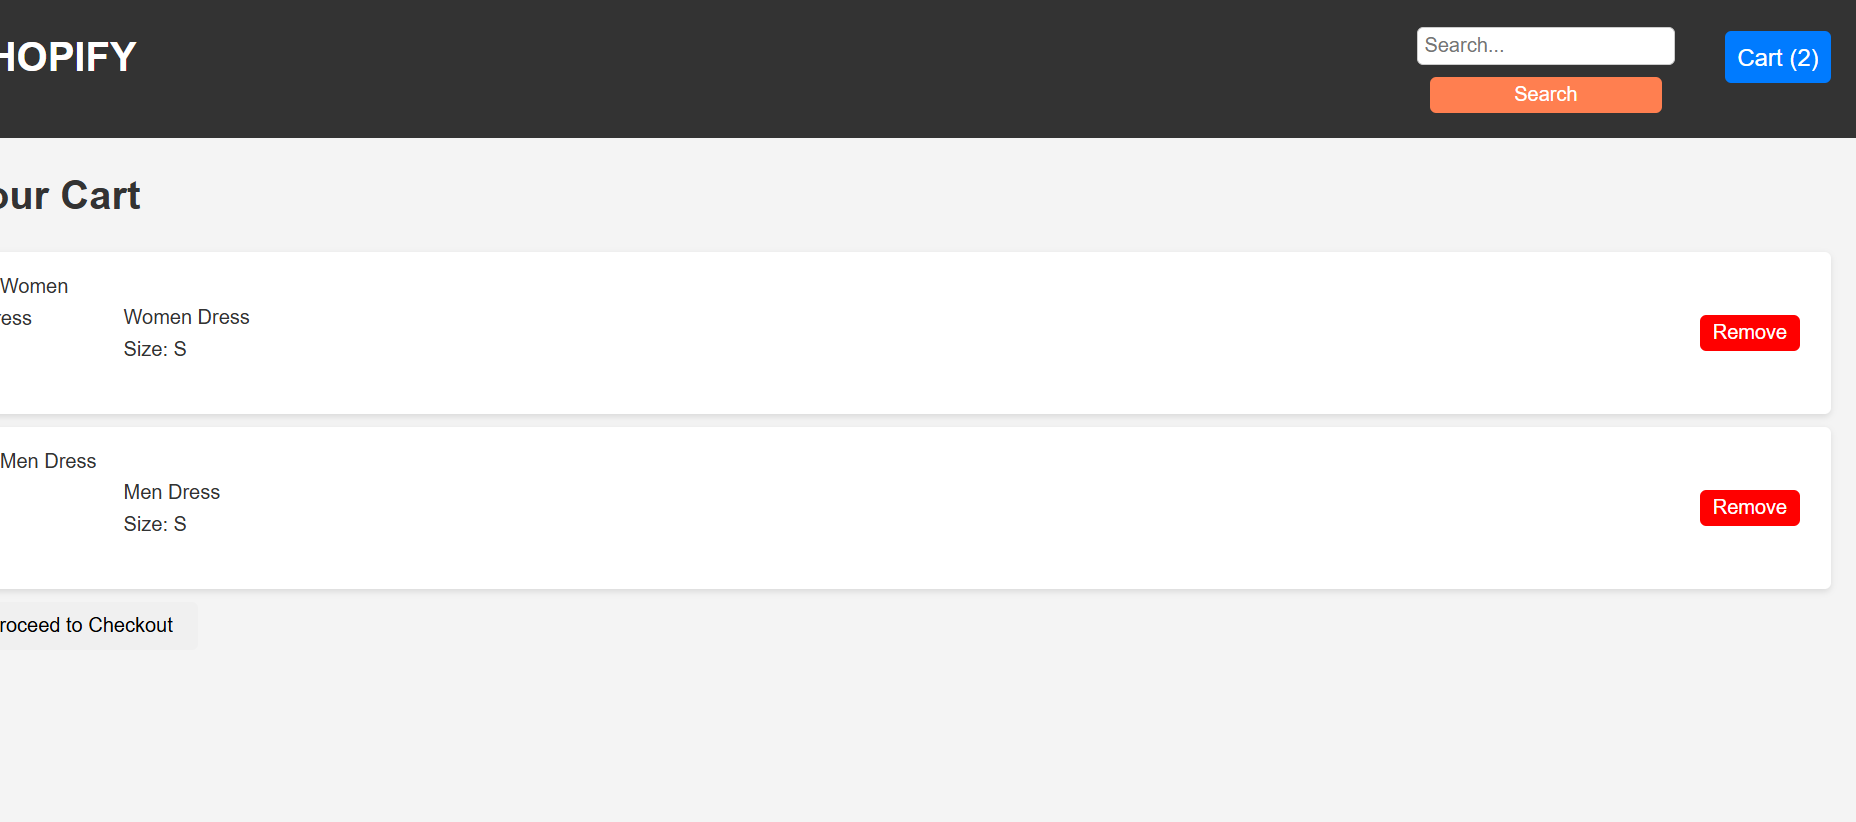 HOPIFY
Search...
Cart (2)
Search
our Cart
Women
ress
Women Dress
Size: S
Remove
Men Dress
Men Dress
Size: S
Remove
roceed to Checkout